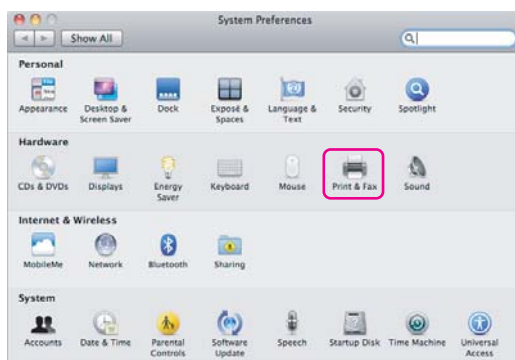 System Preferences
Show All
Personal
Appearance
Desktop &
Screen Saver
Dock
Exposé &
Spaces
Language &
Text
Security
Spotlight
Hardware
CDs & DVDs
Displays
Energy
Saver
Keyboard
Mouse
Print & Fax
Sound
Internet & Wireless
MobileMe
Network
Bluetooth
Sharing
System
Accounts
Date & Time
Parental
Controls
Software
Update
Speech
Startup Disk
Time Machine
Universal
Access